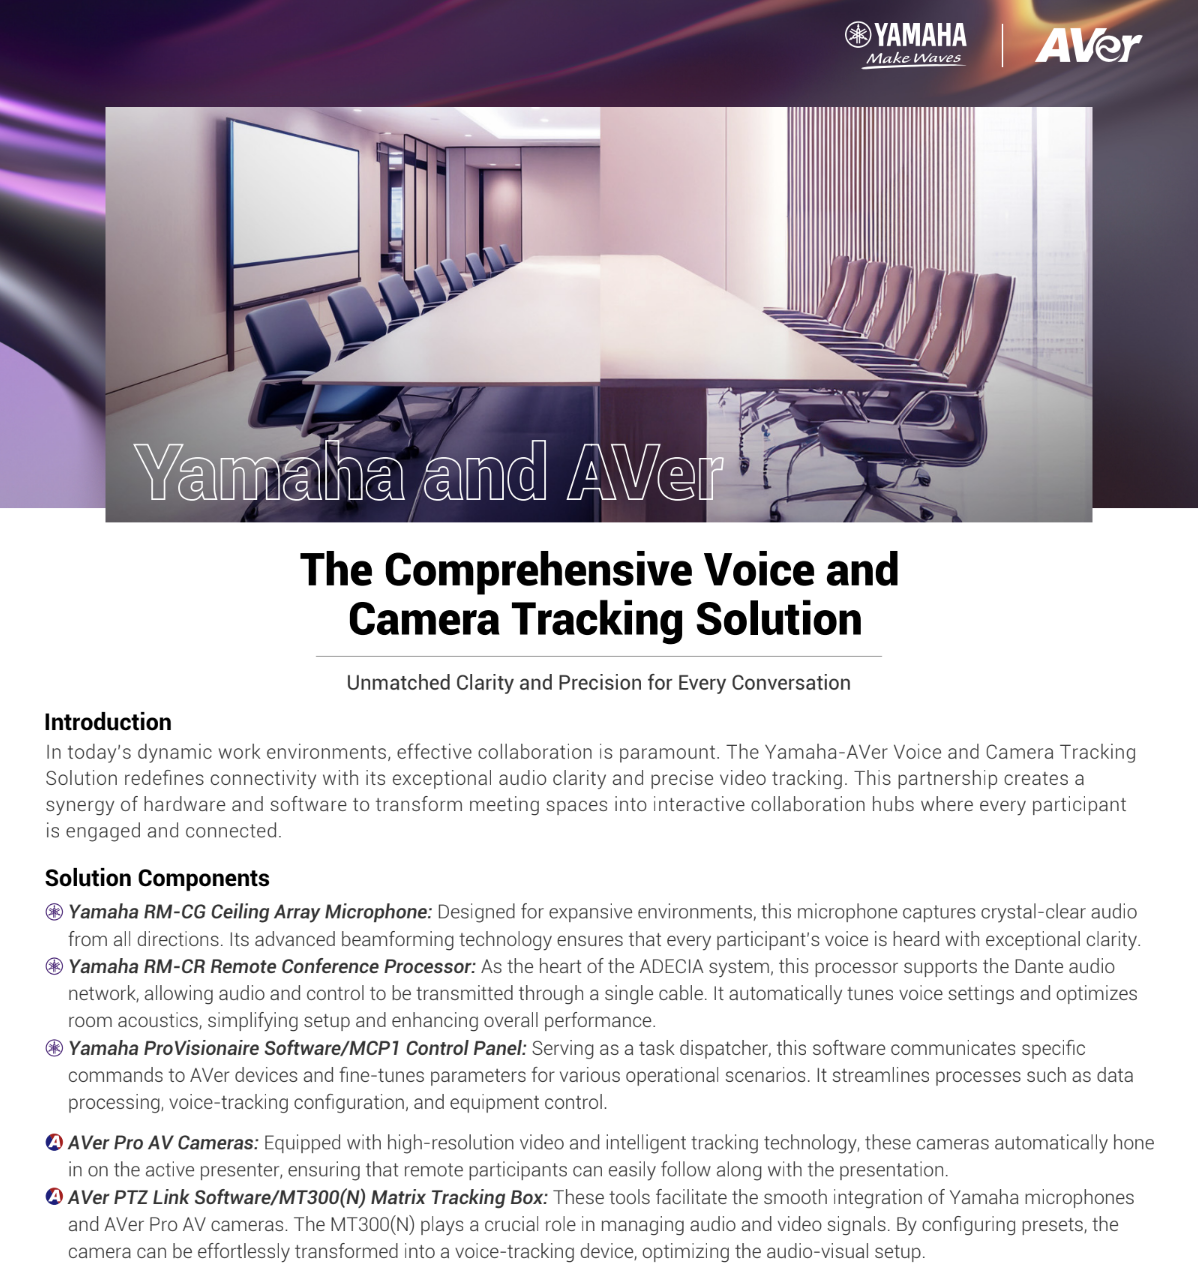 YAMAHA
Make Waves
AVer
Yamaha and AVer
The Comprehensive Voice and
Camera Tracking Solution
Unmatched Clarity and Precision for Every Conversation
Introduction
In today's dynamic work environments, effective collaboration is paramount. The Yamaha-AVer Voice and Camera Tracking
Solution redefines connectivity with its exceptional audio clarity and precise video tracking. This partnership creates a
synergy of hardware and software to transform meeting spaces into interactive collaboration hubs where every participant
is engaged and connected.
Solution Components
Yamaha RM-CG Ceiling Array Microphone: Designed for expansive environments, this microphone captures crystal-clear audio
from all directions. Its advanced beamforming technology ensures that every participant's voice is heard with exceptional clarity.
Yamaha RM-CR Remote Conference Processor: As the heart of the ADECIA system, this processor supports the Dante audio
network, allowing audio and control to be transmitted through a single cable. It automatically tunes voice settings and optimizes
room acoustics, simplifying setup and enhancing overall performance.
Yamaha ProVisionaire Software/MCP1 Control Panel: Serving as a task dispatcher, this software communicates specific
commands to AVer devices and fine-tunes parameters for various operational scenarios. It streamlines processes such as data
processing, voice-tracking configuration, and equipment control.
AVer Pro AV Cameras: Equipped with high-resolution video and intelligent tracking technology, these cameras automatically hone
in on the active presenter, ensuring that remote participants can easily follow along with the presentation.
AVer PTZ Link Software/MT300(N) Matrix Tracking Box: These tools facilitate the smooth integration of Yamaha microphones
and AVer Pro AV cameras. The MT300(N) plays a crucial role in managing audio and video signals. By configuring presets, the
camera can be effortlessly transformed into a voice-tracking device, optimizing the audio-visual setup.